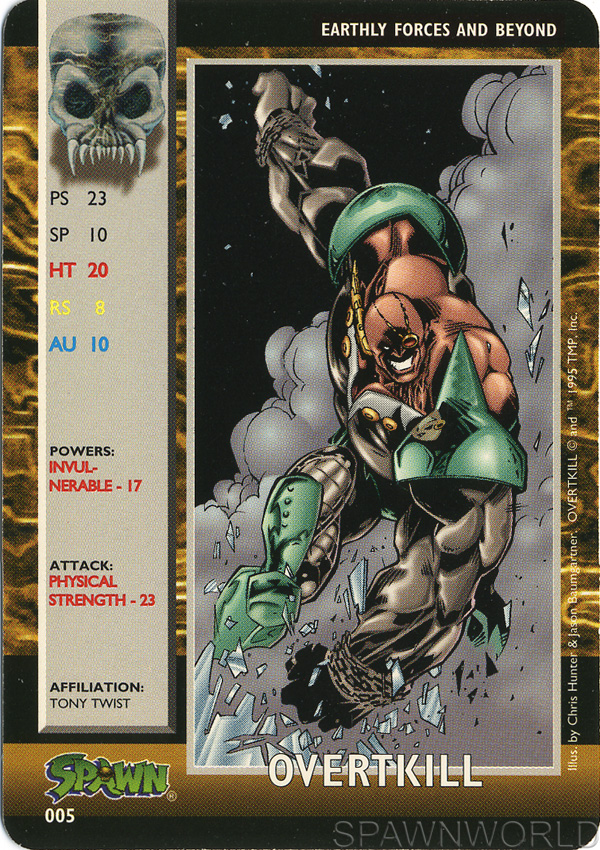 EARTHLY FORCES AND BEYOND
PS 23
SP 10
HT 20
RS 8
AU 10
POWERS:
INVUL-
NERABLE - 17
ATTACK:
PHYSICAL
STRENGTH - 23
AFFILIATION:
TONY TWIST
Illus. by Chris Hunter & Jason Baumgartner. OVERTKILL © and ™ 1995 TMP, Inc.
OVERTKILL
SPAWN®
005
SPAWNWORLD